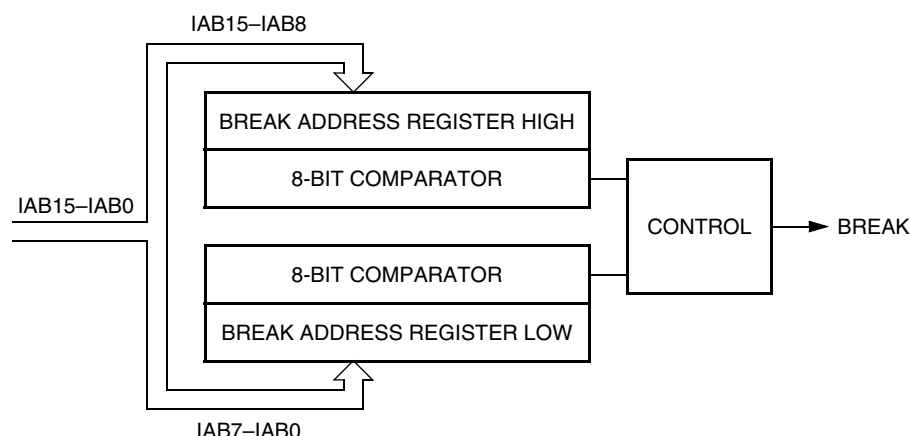 IAB15–IAB8
BREAK ADDRESS REGISTER HIGH
8-BIT COMPARATOR
IAB15–IAB0
CONTROL
BREAK
8-BIT COMPARATOR
BREAK ADDRESS REGISTER LOW
IAB7–IAB0